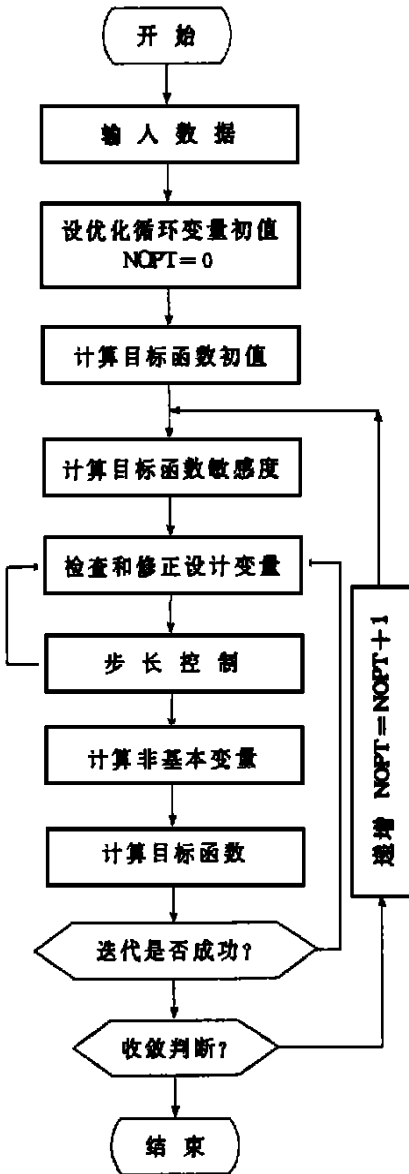 开始
输人数据
设优化循环变量初值
NOPT=0
计算目标函数初值
计算目标函数敏感度
检查和修正设计变量
步长控制
计算非基本变量
计算目标函数
迭代是否成功?
收敛判断?
结束
递增 NOPT=NOPT+1